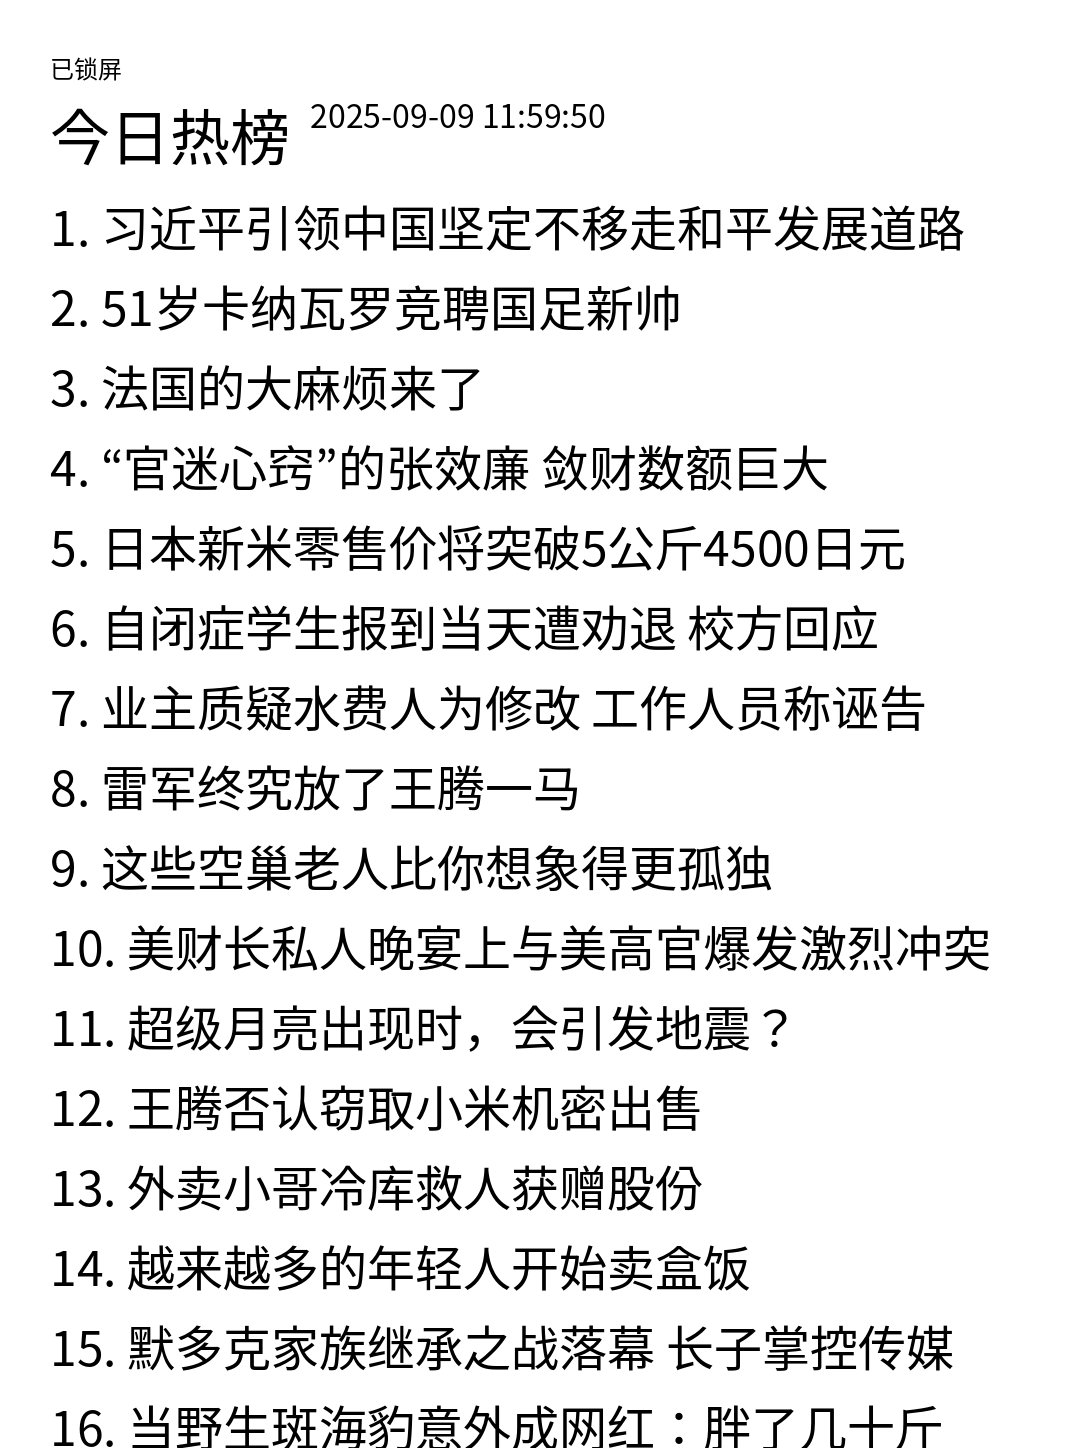 已锁屏
今日热榜 2025-09-09 11:59:50
1. 习近平引领中国坚定不移走和平发展道路
2. 51岁卡纳瓦罗竞聘国足新帅
3. 法国的大麻烦来了
4. “官迷心窍”的张效廉 敛财数额巨大
5. 日本新米零售价将突破5公斤4500日元
6. 自闭症学生报到当天遭劝退 校方回应
7. 业主质疑水费人为修改 工作人员称诬告
8. 雷军终究放了王腾一马
9. 这些空巢老人比你想象得更孤独
10. 美财长私人晚宴上与美高官爆发激烈冲突
11. 超级月亮出现时，会引发地震？
12. 王腾否认窃取小米机密出售
13. 外卖小哥冷库救人获赠股份
14. 越来越多的年轻人开始卖盒饭
15. 默多克家族继承之战落幕 长子掌控传媒
16. 当野生斑海豹意外成网红：胖了几十斤